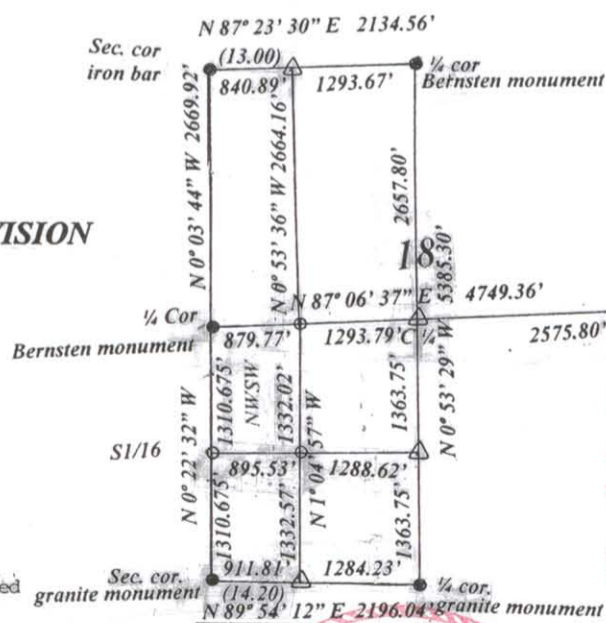 N 87° 23' 30" E 2134.56'
Sec. cor
iron bar
(13.00)
840.89'
1293.67'
¼ cor
Bernsten monument
N 0° 03' 44" W 2669.92'
N 0° 53' 36" W 2664.16'
2657.80'
VISION
18
N 0° 53' 29" W 5385.30'
N 87° 06' 37" E 4749.36'
¼ Cor
Bernsten monument
879.77'
1293.79'
C ¼
2575.80'
N 0° 22' 32" W
1310.675'
NWSW
1332.02'
N 1° 04' 57" W
1363.75'
S1/16
895.53'
1288.62'
1310.675'
1332.57'
1363.75'
ed
Sec. cor.
granite monument
911.81'
(14.20)
1284.23'
¼ cor.
granite monument
N 89° 54' 12" E 2196.04'